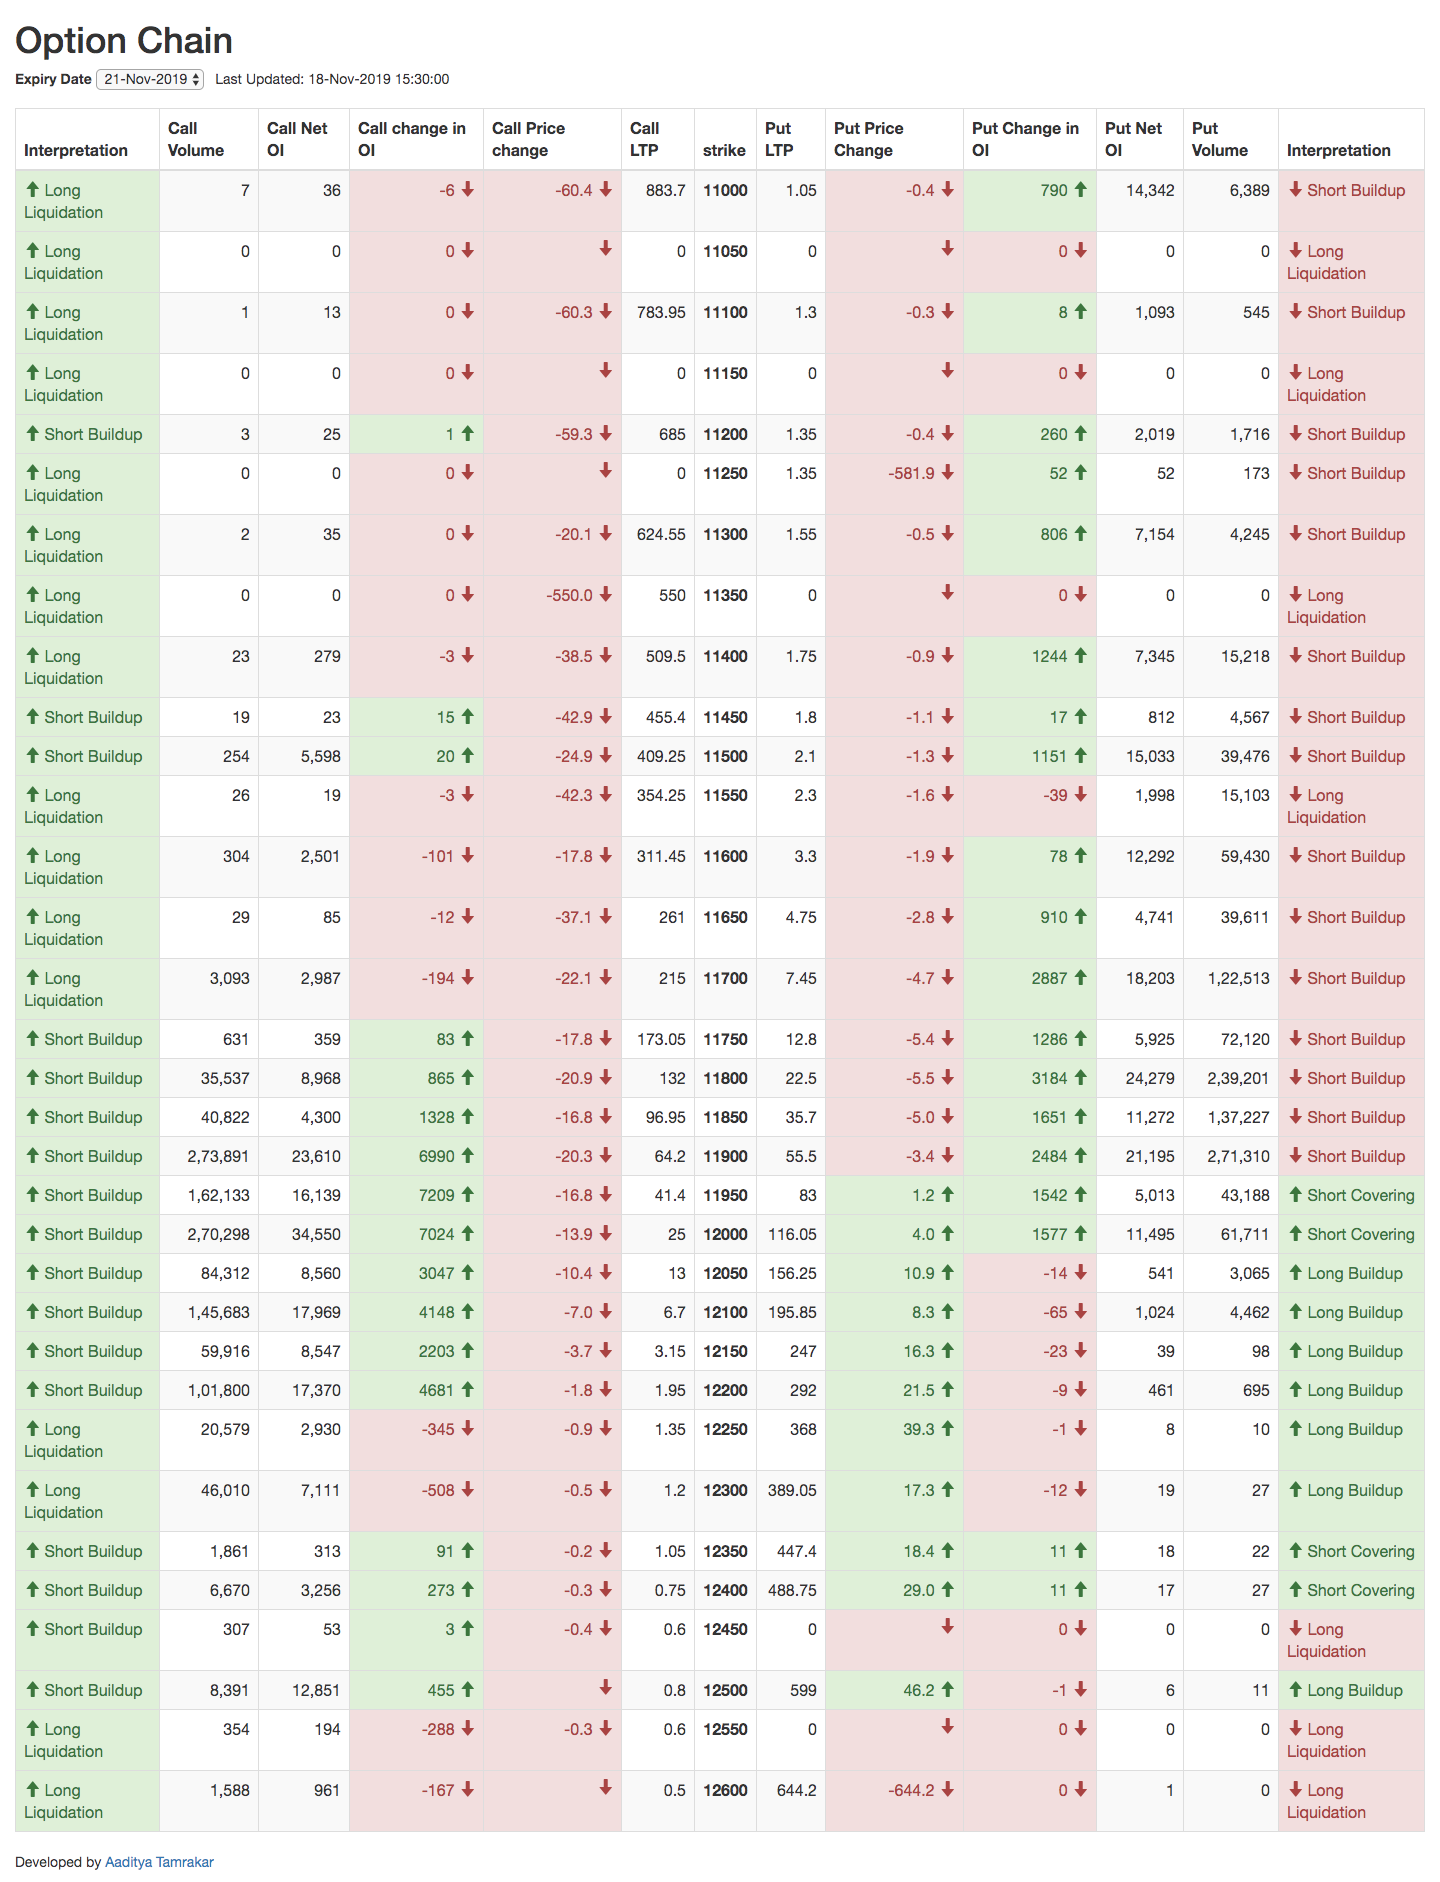 Option Chain
Expiry Date 21-Nov-2019 Last Updated: 18-Nov-2019 15:30:00
Interpretation Call Volume Call Net OI Call change in OI Call Price change Call LTP strike Put LTP Put Price Change Put Change in OI Put Net OI Put Volume Interpretation
Long Liquidation 7 36 -6 -60.4 883.7 11000 1.05 -0.4 790 14,342 6,389 Short Buildup
Long Liquidation 0 0 0 0 11050 0 0 0 0 Long Liquidation
Long Liquidation 1 13 0 -60.3 783.95 11100 1.3 -0.3 8 1,093 545 Short Buildup
Long Liquidation 0 0 0 0 11150 0 0 0 0 Long Liquidation
Short Buildup 3 25 1 -59.3 685 11200 1.35 -0.4 260 2,019 1,716 Short Buildup
Long Liquidation 0 0 0 0 11250 1.35 -581.9 52 52 173 Short Buildup
Long Liquidation 2 35 0 -20.1 624.55 11300 1.55 -0.5 806 7,154 4,245 Short Buildup
Long Liquidation 0 0 0 -550.0 550 11350 0 0 0 0 Long Liquidation
Long Liquidation 23 279 -3 -38.5 509.5 11400 1.75 -0.9 1244 7,345 15,218 Short Buildup
Short Buildup 19 23 15 -42.9 455.4 11450 1.8 -1.1 17 812 4,567 Short Buildup
Short Buildup 254 5,598 20 -24.9 409.25 11500 2.1 -1.3 1151 15,033 39,476 Short Buildup
Long Liquidation 26 19 -3 -42.3 354.25 11550 2.3 -1.6 -39 1,998 15,103 Long Liquidation
Long Liquidation 304 2,501 -101 -17.8 311.45 11600 3.3 -1.9 78 12,292 59,430 Short Buildup
Long Liquidation 29 85 -12 -37.1 261 11650 4.75 -2.8 910 4,741 39,611 Short Buildup
Long Liquidation 3,093 2,987 -194 -22.1 215 11700 7.45 -4.7 2887 18,203 1,22,513 Short Buildup
Short Buildup 631 359 83 -17.8 173.05 11750 12.8 -5.4 1286 5,925 72,120 Short Buildup
Short Buildup 35,537 8,968 865 -20.9 132 11800 22.5 -5.5 3184 24,279 2,39,201 Short Buildup
Short Buildup 40,822 4,300 1328 -16.8 96.95 11850 35.7 -5.0 1651 11,272 1,37,227 Short Buildup
Short Buildup 2,73,891 23,610 6990 -20.3 64.2 11900 55.5 -3.4 2484 21,195 2,71,310 Short Buildup
Short Buildup 1,62,133 16,139 7209 -16.8 41.4 11950 83 1.2 1542 5,013 43,188 Short Covering
Short Buildup 2,70,298 34,550 7024 -13.9 25 12000 116.05 4.0 1577 11,495 61,711 Short Covering
Short Buildup 84,312 8,560 3047 -10.4 13 12050 156.25 10.9 -14 541 3,065 Long Buildup
Short Buildup 1,45,683 17,969 4148 -7.0 6.7 12100 195.85 8.3 -65 1,024 4,462 Long Buildup
Short Buildup 59,916 8,547 2203 -3.7 3.15 12150 247 16.3 -23 39 98 Long Buildup
Short Buildup 1,01,800 17,370 4681 -1.8 1.95 12200 292 21.5 -9 461 695 Long Buildup
Long Liquidation 20,579 2,930 -345 -0.9 1.35 12250 368 39.3 -1 8 10 Long Buildup
Long Liquidation 46,010 7,111 -508 -0.5 1.2 12300 389.05 17.3 -12 19 27 Long Buildup
Short Buildup 1,861 313 91 -0.2 1.05 12350 447.4 18.4 11 18 22 Short Covering
Short Buildup 6,670 3,256 273 -0.3 0.75 12400 488.75 29.0 11 17 27 Short Covering
Short Buildup 307 53 3 -0.4 0.6 12450 0 0 0 0 Long Liquidation
Short Buildup 8,391 12,851 455 0.8 12500 599 46.2 -1 6 11 Long Buildup
Long Liquidation 354 194 -288 -0.3 0.6 12550 0 0 0 0 Long Liquidation
Long Liquidation 1,588 961 -167 0.5 12600 644.2 -644.2 0 1 0 Long Liquidation
Developed by Aaditya Tamrakar